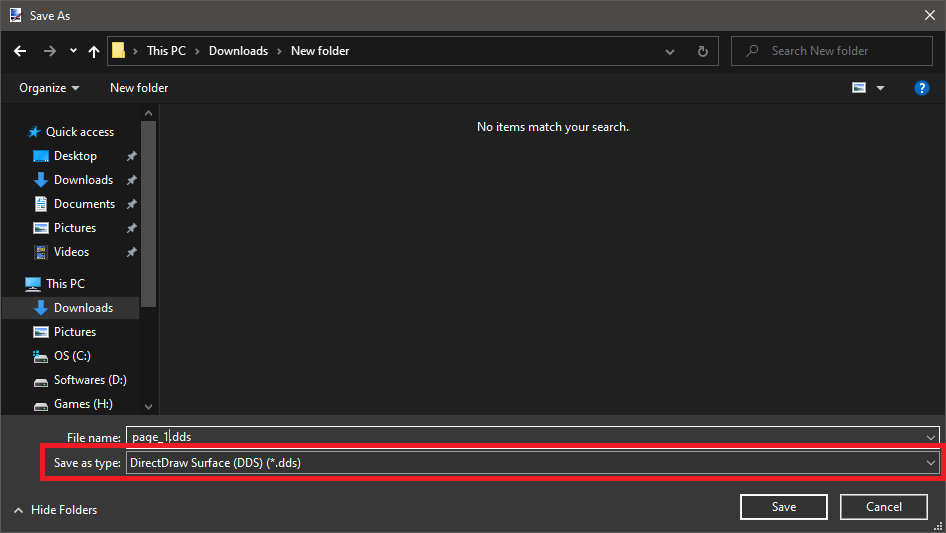 Save As
This PC > Downloads > New folder
Search New folder
Organize
New folder
?
No items match your search.
Quick access
Desktop
Downloads
Documents
Pictures
Videos
This PC
Downloads
Pictures
OS (C:)
Softwares (D:)
Games (H:)
File name: page_1.dds
Save as type: DirectDraw Surface (DDS) (*.dds)
Hide Folders
Save
Cancel